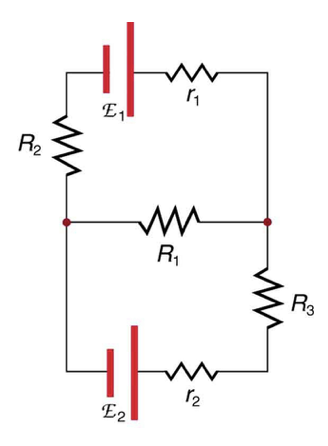 ℰ₁
r₁
R₂
R₁
R₃
ℰ₂
r₂